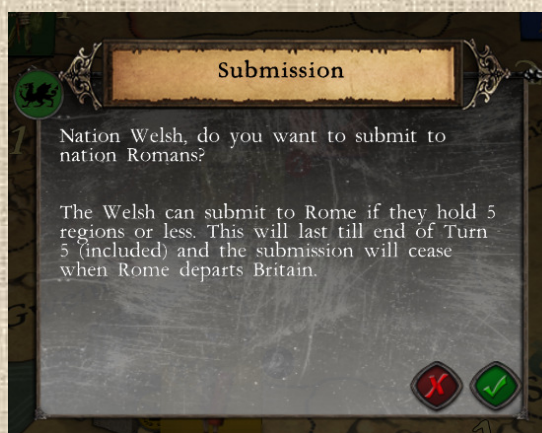 Submission
1
Nation Welsh, do you want to submit to
nation Romans?
The Welsh can submit to Rome if they hold 5
regions or less. This will last till end of Turn
5 (included) and the submission will cease
when Rome departs Britain.